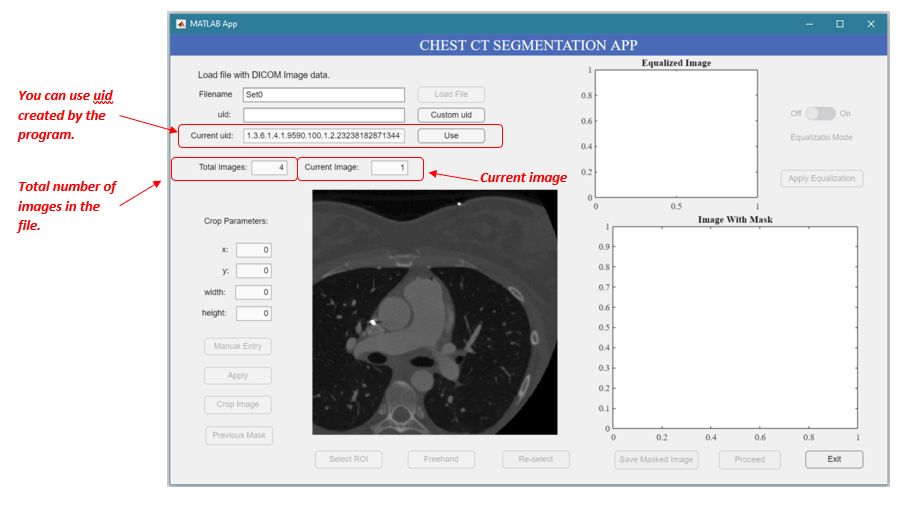 MATLAB App
CHEST CT SEGMENTATION APP
You can use uid
created by the
program.
Total number of
images in the
file.
Load file with DICOM Image data.
Filename Set0 Load File
uid: Custom uid
Current uid: 1.3.6.1.4.1.9590.100.1.2.232381828713441 Use
Total Images: 4 Current Image: 1
Current image
Crop Parameters:
x: 0
y: 0
width: 0
height: 0
Manual Entry
Apply
Crop Image
Previous Mask
Select ROI Freehand Re-select
Equalized Image
1
0.8
0.6
0.4
0.2
0
0 0.5 1
Off On
Equalizatio Mode
Apply Equalization
Image With Mask
1
0.9
0.8
0.7
0.6
0.5
0.4
0.3
0.2
0.1
0
0 0.2 0.4 0.6 0.8 1
Save Masked Image Proceed Exit